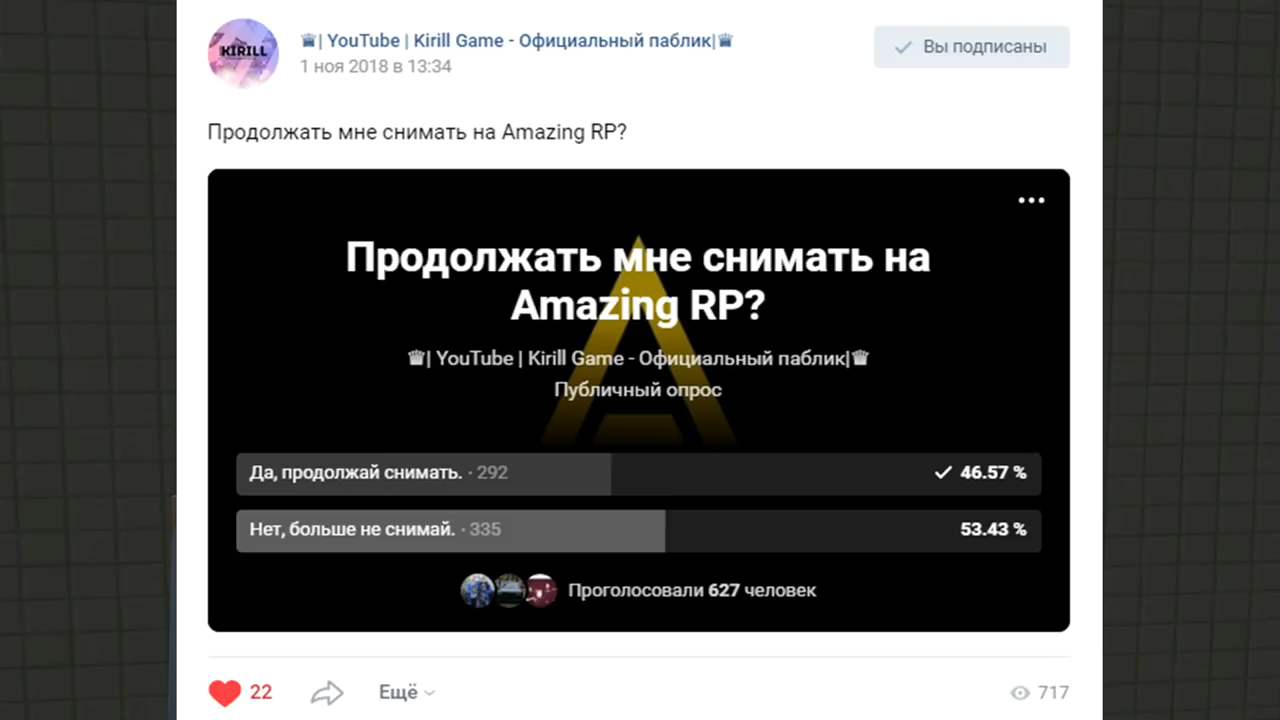 KIRILL
♛| YouTube | Kirill Game - Официальный паблик|♛
Вы подписаны
1 ноя 2018 в 13:34
Продолжать мне снимать на Amazing RP?
Продолжать мне снимать на
Amazing RP?
♛| YouTube | Kirill Game - Официальный паблик|♛
Публичный опрос
Да, продолжай снимать. · 292
46.57 %
Нет, больше не снимай. · 335
53.43 %
Проголосовали 627 человек
22
Ещё
717